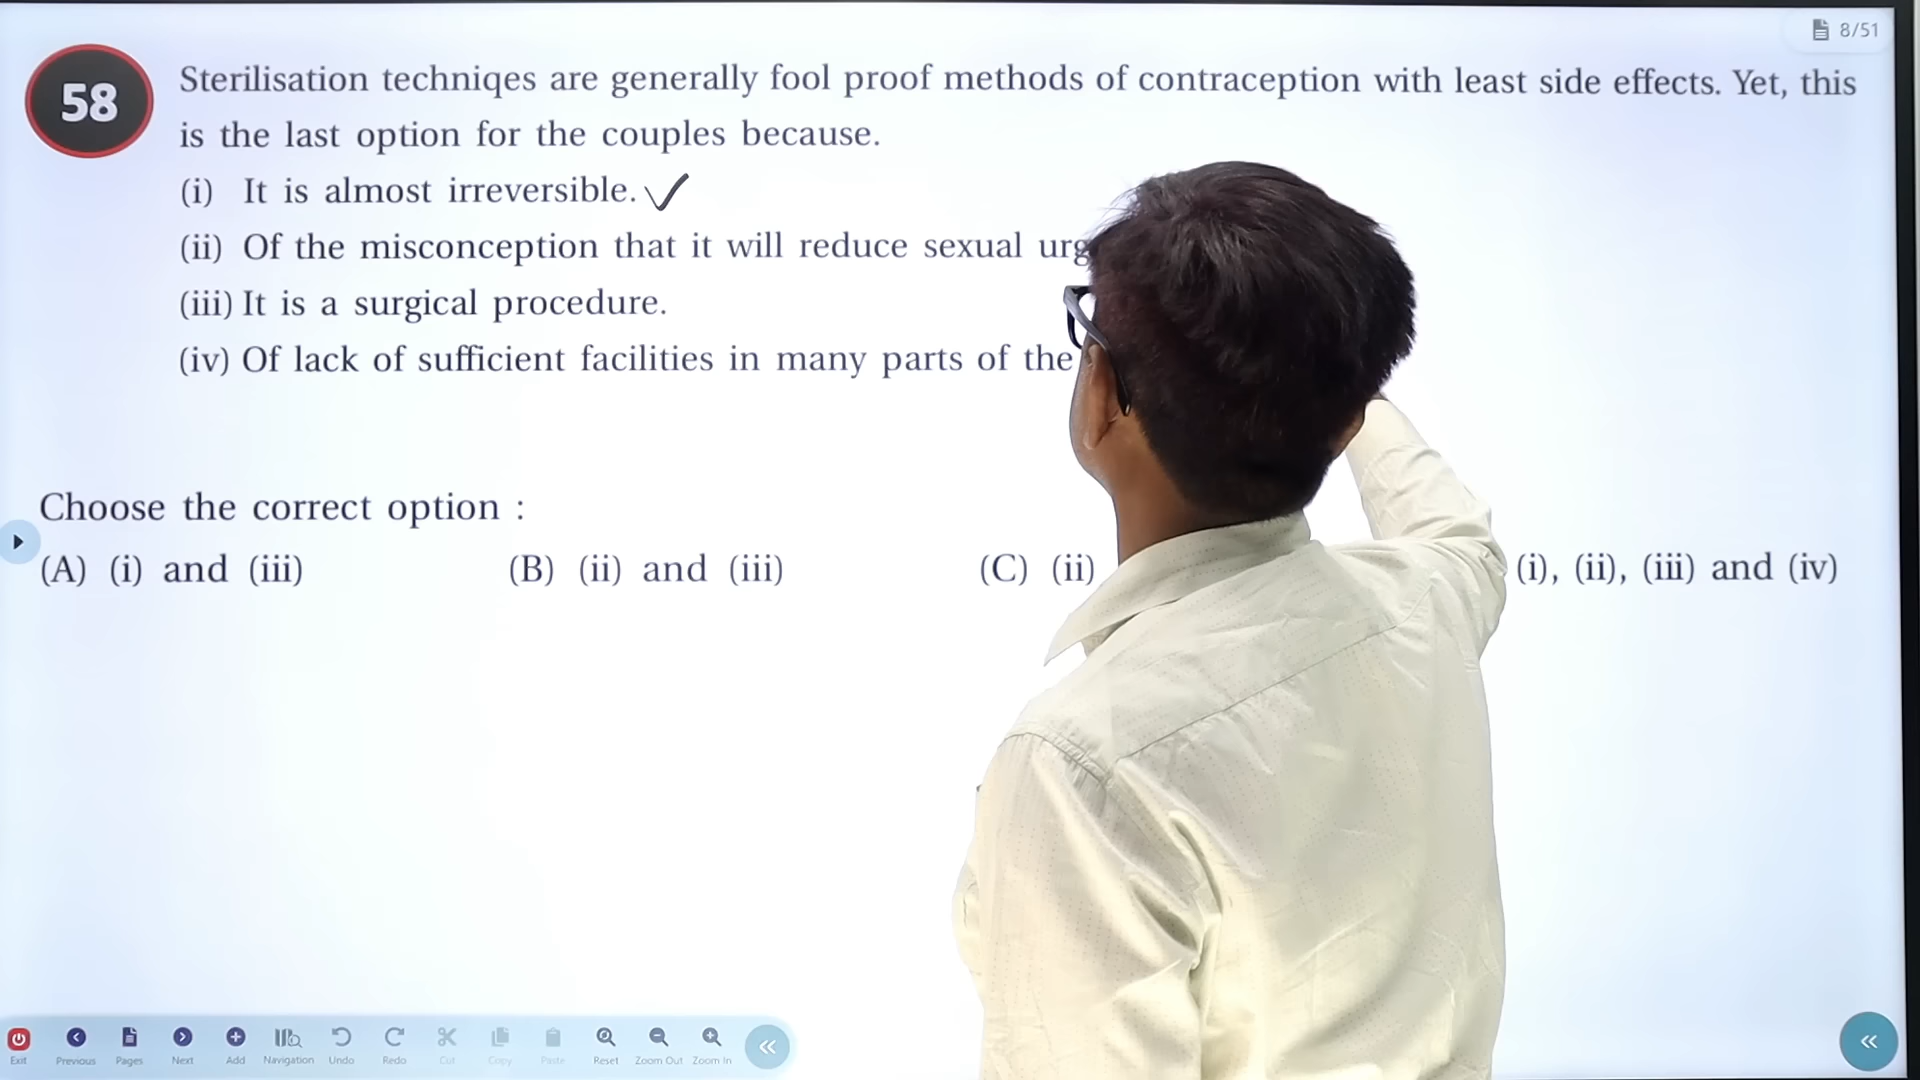 8/51
58
Sterilisation techniqes are generally fool proof methods of contraception with least side effects. Yet, this
is the last option for the couples because.
(i) It is almost irreversible.
(ii) Of the misconception that it will reduce sexual
(iii) It is a surgical procedure.
(iv) Of lack of sufficient facilities in many parts of the
Choose the correct option :
(A) (i) and (iii) (B) (ii) and (iii) (C) (ii) (i), (ii), (iii) and (iv)
Exit Previous Pages Next Add Navigation Undo Redo Cut Copy Paste Reset Zoom Out Zoom In